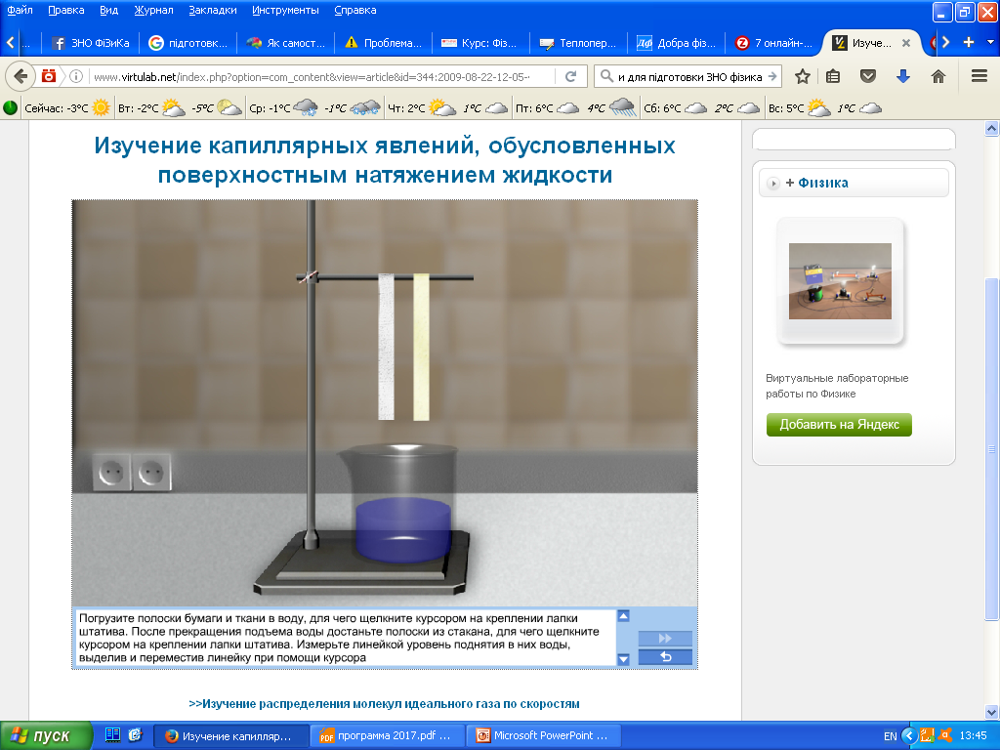 Файл Правка Вид Журнал Закладки Инструменты Справка
... ЗНО ФіЗиКа підготовк... Як самост... Проблема... Курс: Фіз... Теплопер... Добра фіз... 7 онлайн-... Изуче...
www.virtulab.net/index.php?option=com_content&view=article&id=344:2009-08-22-12-05- и для підготовки ЗНО фізика
Сейчас: -3°C Вт: -2°C -5°C Ср: -1°C -1°C Чт: 2°C 1°C Пт: 6°C 4°C Сб: 6°C 2°C Вс: 5°C 1°C
Изучение капиллярных явлений, обусловленных
поверхностным натяжением жидкости
+ Физика
Виртуальные лабораторные
работы по Физике
Добавить на Яндекс
Погрузите полоски бумаги и ткани в воду, для чего щелкните курсором на креплении лапки
штатива. После прекращения подъема воды достаньте полоски из стакана, для чего щелкните
курсором на креплении лапки штатива. Измерьте линейкой уровень поднятия в них воды,
выделив и переместив линейку при помощи курсора
>>Изучение распределения молекул идеального газа по скоростям
пуск Изучение капилляр... программа 2017.pdf ... Microsoft PowerPoint ... EN 13:45